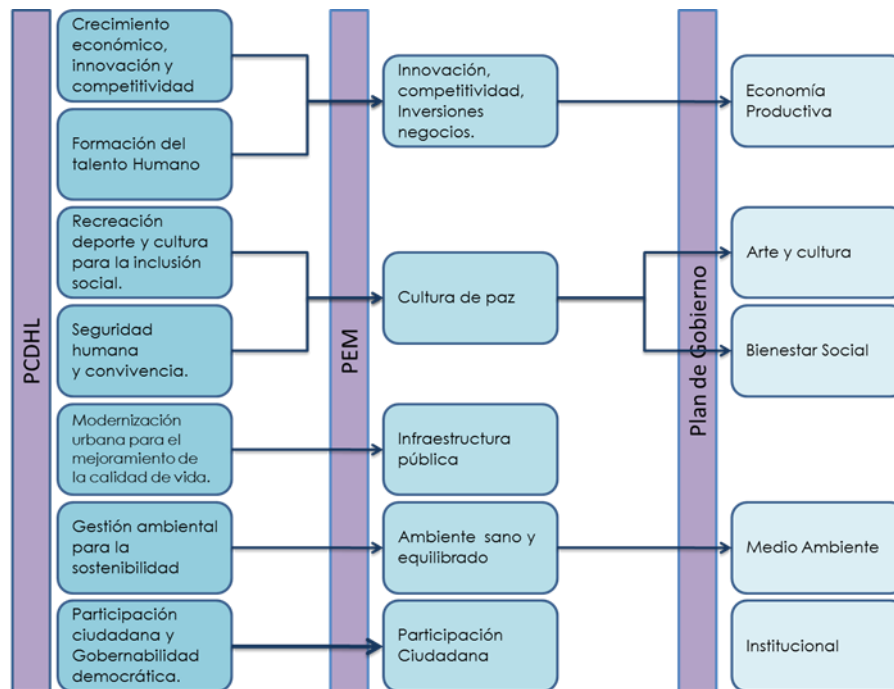 PCDHL
Crecimiento
económico,
innovación y
competitividad
Formación del
talento Humano
Recreación
deporte y cultura
para la inclusión
social.
Seguridad
humana
y convivencia.
Modernización
urbana para el
mejoramiento de
la calidad de vida.
Gestión ambiental
para la
sostenibilidad
Participación
ciudadana y
Gobernabilidad
democrática.
PEM
Innovación,
competitividad,
Inversiones
negocios.
Cultura de paz
Infraestructura
pública
Ambiente sano y
equilibrado
Participación
Ciudadana
Plan de Gobierno
Economía
Productiva
Arte y cultura
Bienestar Social
Medio Ambiente
Institucional